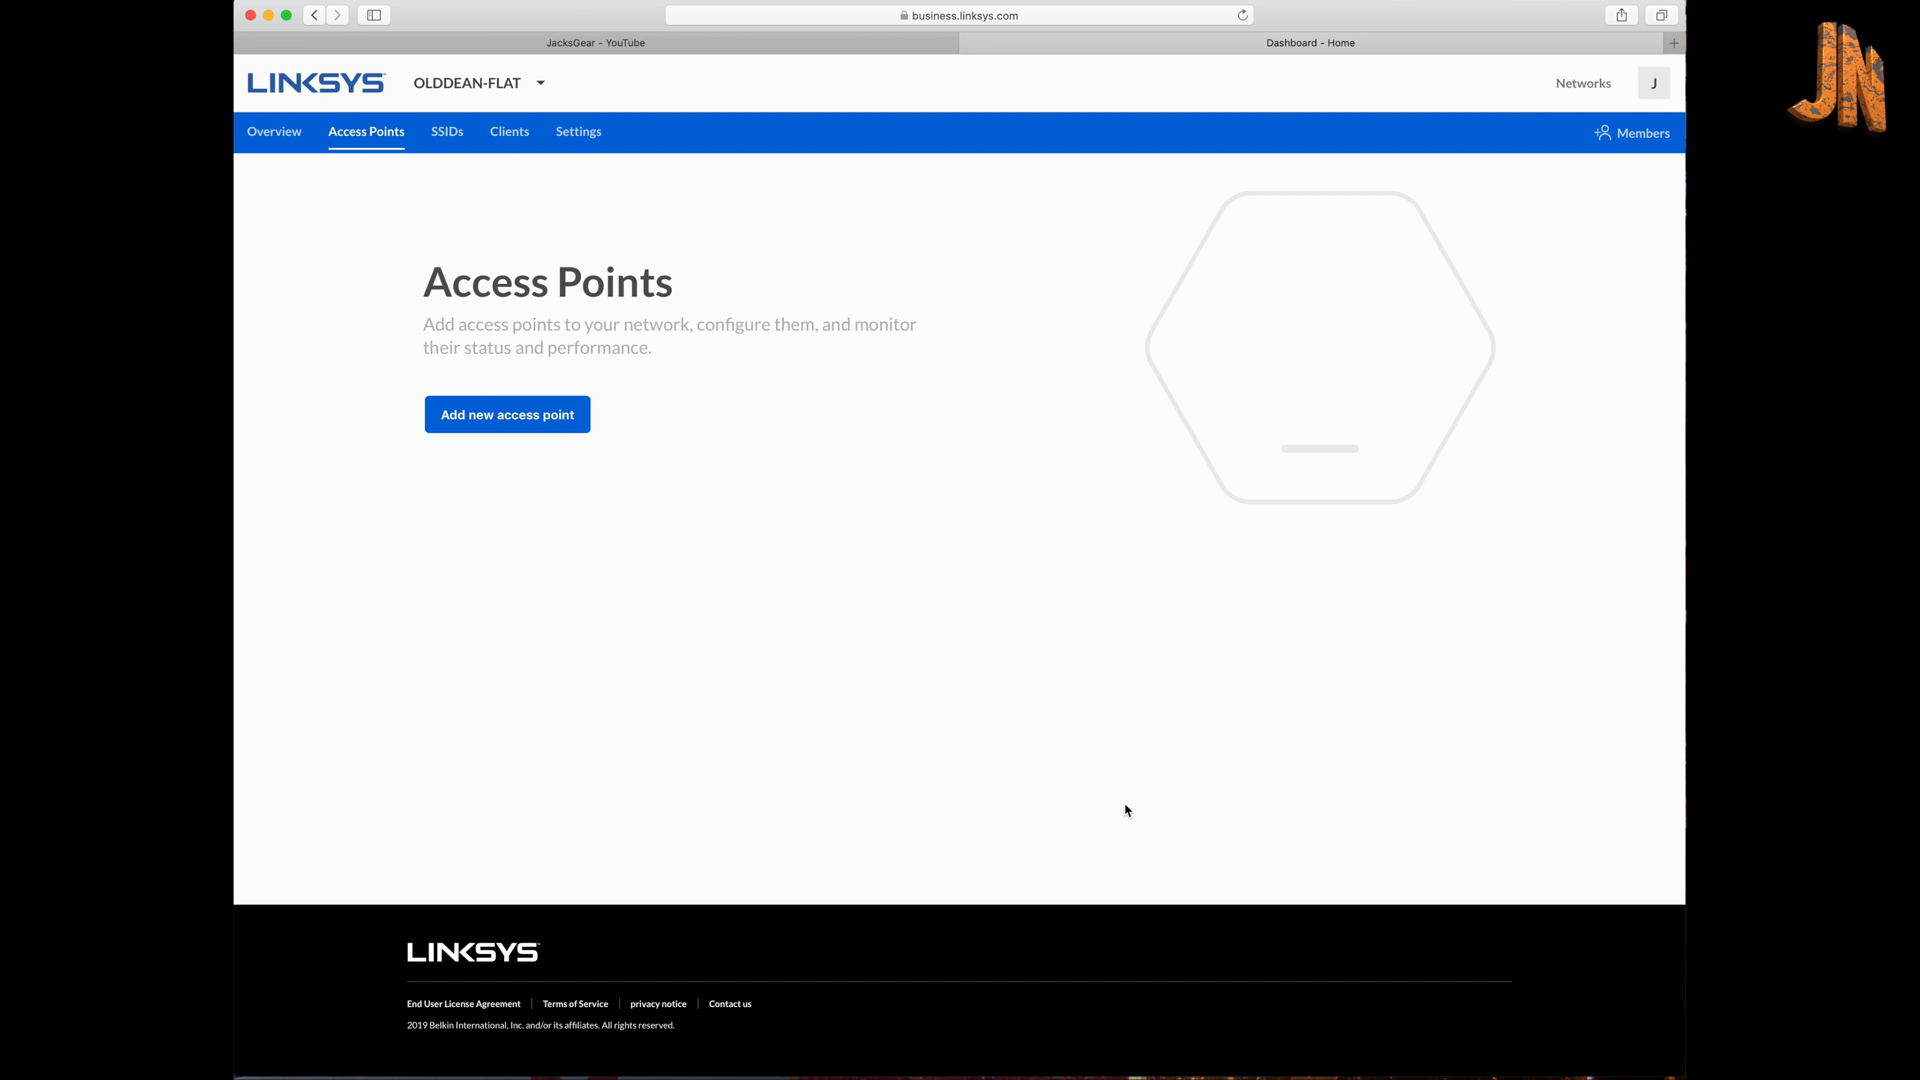 business.linksys.com
JacksGear - YouTube
Dashboard - Home
LINKSYS
OLDDEAN-FLAT
Networks
J
Overview
Access Points
SSIDs
Clients
Settings
Members
Access Points
Add access points to your network, configure them, and monitor
their status and performance.
Add new access point
LINKSYS
End User License Agreement
Terms of Service
privacy notice
Contact us
2019 Belkin International, Inc. and/or its affiliates. All rights reserved.
JN